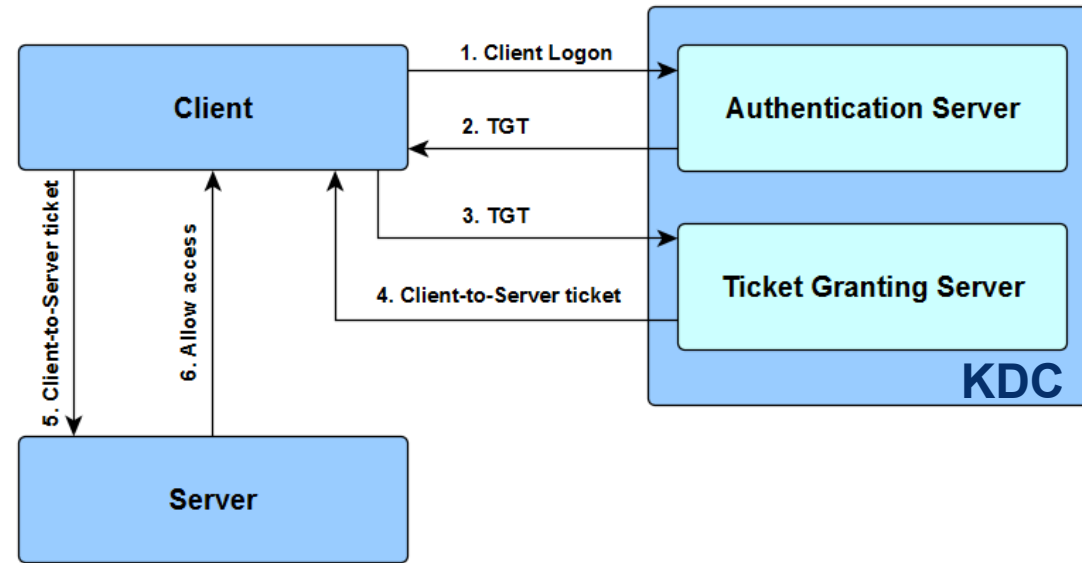 1. Client Logon
Client
Authentication Server
2. TGT
3. TGT
Ticket Granting Server
4. Client-to-Server ticket
KDC
5. Client-to-Server ticket
6. Allow access
Server